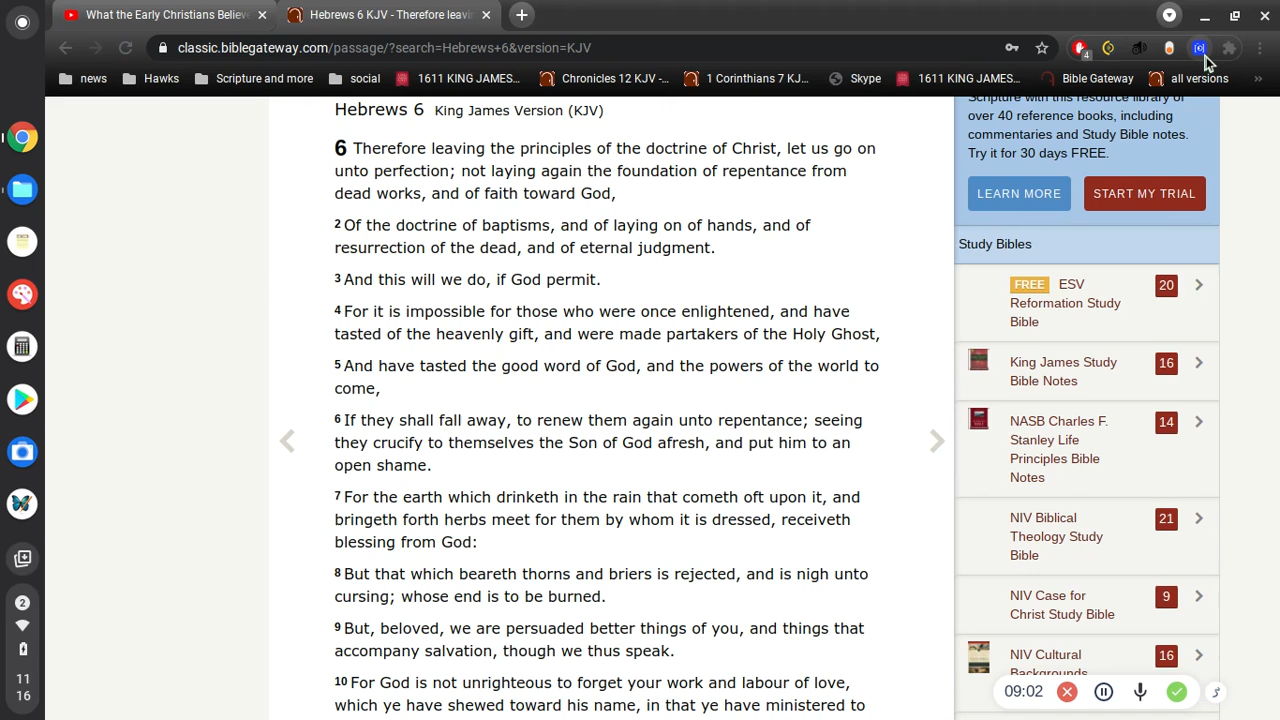 What the Early Christians Believe
Hebrews 6 KJV - Therefore leavin
classic.biblegateway.com/passage/?search=Hebrews+6&version=KJV
4
news
Hawks
Scripture and more
social
1611 KING JAMES...
Chronicles 12 KJV -...
1 Corinthians 7 KJ...
Skype
1611 KING JAMES...
Bible Gateway
all versions
»
Hebrews 6 King James Version (KJV)
6 Therefore leaving the principles of the doctrine of Christ, let us go on
unto perfection; not laying again the foundation of repentance from
dead works, and of faith toward God,
2 Of the doctrine of baptisms, and of laying on of hands, and of
resurrection of the dead, and of eternal judgment.
3 And this will we do, if God permit.
4 For it is impossible for those who were once enlightened, and have
tasted of the heavenly gift, and were made partakers of the Holy Ghost,
5 And have tasted the good word of God, and the powers of the world to
come,
6 If they shall fall away, to renew them again unto repentance; seeing
they crucify to themselves the Son of God afresh, and put him to an
open shame.
7 For the earth which drinketh in the rain that cometh oft upon it, and
bringeth forth herbs meet for them by whom it is dressed, receiveth
blessing from God:
8 But that which beareth thorns and briers is rejected, and is nigh unto
cursing; whose end is to be burned.
9 But, beloved, we are persuaded better things of you, and things that
accompany salvation, though we thus speak.
10 For God is not unrighteous to forget your work and labour of love,
which ye have shewed toward his name, in that ye have ministered to
Scripture with this resource library of
over 40 reference books, including
commentaries and Study Bible notes.
Try it for 30 days FREE.
LEARN MORE
START MY TRIAL
Study Bibles
FREE ESV
Reformation Study
Bible
20
King James Study
Bible Notes
16
NASB Charles F.
Stanley Life
Principles Bible
Notes
14
NIV Biblical
Theology Study
Bible
21
NIV Case for
Christ Study Bible
9
NIV Cultural
Backgrounds
16
09:02
2
11
16